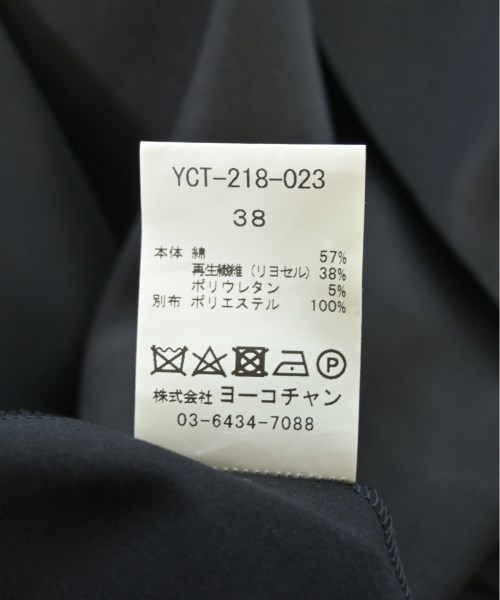 YCT-218-023
38
本体 綿 57%
再生繊維 (リヨセル) 38%
ポリウレタン 5%
別布 ポリエステル 100%
P
株式会社 ヨーコチャン
03-6434-7088